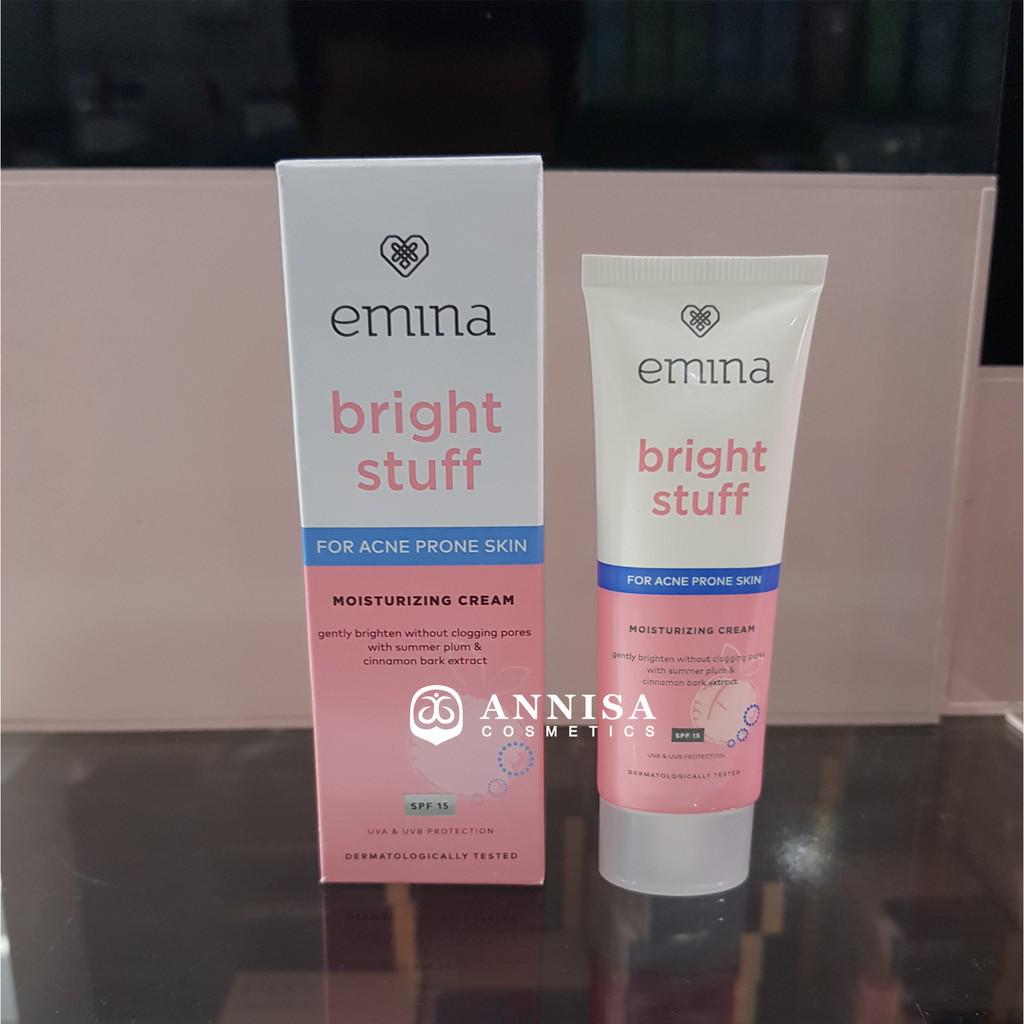 emina
bright
stuff
FOR ACNE PRONE SKIN
MOISTURIZING CREAM
gently brighten without clogging pores
with summer plum &
cinnamon bark extract
SPF 15
UVA & UVB PROTECTION
DERMATOLOGICALLY TESTED
emina
bright
stuff
FOR ACNE PRONE SKIN
MOISTURIZING CREAM
gently brighten without clogging pores
with summer plum &
cinnamon bark extract
SPF 15
UVA & UVB PROTECTION
DERMATOLOGICALLY TESTED
ANNISA
COSMETICS